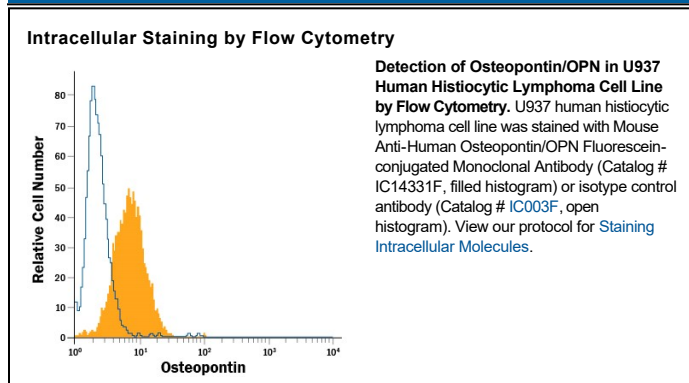 Intracellular Staining by Flow Cytometry
Detection of Osteopontin/OPN in U937
Human Histiocytic Lymphoma Cell Line
by Flow Cytometry. U937 human histiocytic
lymphoma cell line was stained with Mouse
Anti-Human Osteopontin/OPN Fluorescein-
conjugated Monoclonal Antibody (Catalog #
IC14331F, filled histogram) or isotype control
antibody (Catalog # IC003F, open
histogram). View our protocol for Staining
Intracellular Molecules.
Relative Cell Number
80
70
60
50
40
30
20
10
0
10⁰ 10¹ 10² 10³ 10⁴
Osteopontin